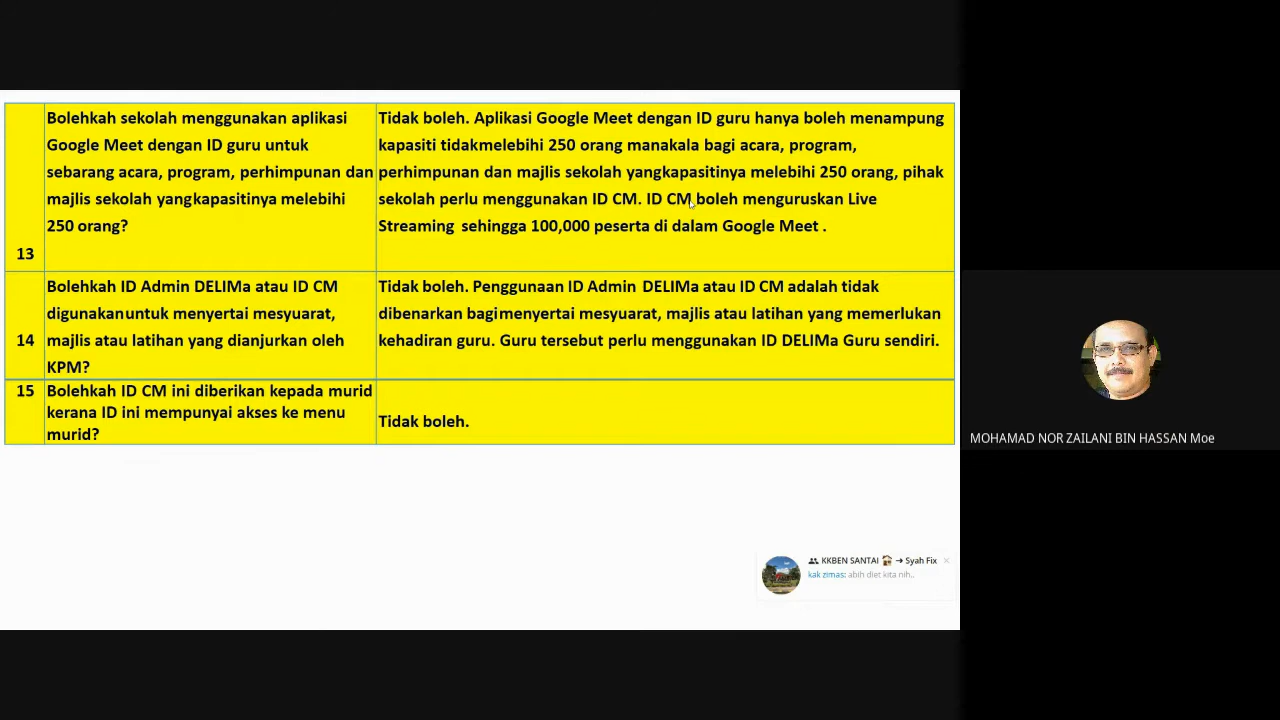 13
Bolehkah sekolah menggunakan aplikasi
Google Meet dengan ID guru untuk
sebarang acara, program, perhimpunan dan
majlis sekolah yangkapasitinya melebihi
250 orang?
Tidak boleh. Aplikasi Google Meet dengan ID guru hanya boleh menampung
kapasiti tidakmelebihi 250 orang manakala bagi acara, program,
perhimpunan dan majlis sekolah yangkapasitinya melebihi 250 orang, pihak
sekolah perlu menggunakan ID CM. ID CM boleh menguruskan Live
Streaming sehingga 100,000 peserta di dalam Google Meet .
14
Bolehkah ID Admin DELIMa atau ID CM
digunakanuntuk menyertai mesyuarat,
majlis atau latihan yang dianjurkan oleh
KPM?
Tidak boleh. Penggunaan ID Admin DELIMa atau ID CM adalah tidak
dibenarkan bagimenyertai mesyuarat, majlis atau latihan yang memerlukan
kehadiran guru. Guru tersebut perlu menggunakan ID DELIMa Guru sendiri.
15
Bolehkah ID CM ini diberikan kepada murid
kerana ID ini mempunyai akses ke menu
murid?
Tidak boleh.
MOHAMAD NOR ZAILANI BIN HASSAN Moe
KKBEN SANTAI 🏠 → Syah Fix
kak zimas: abih diet kita nih..